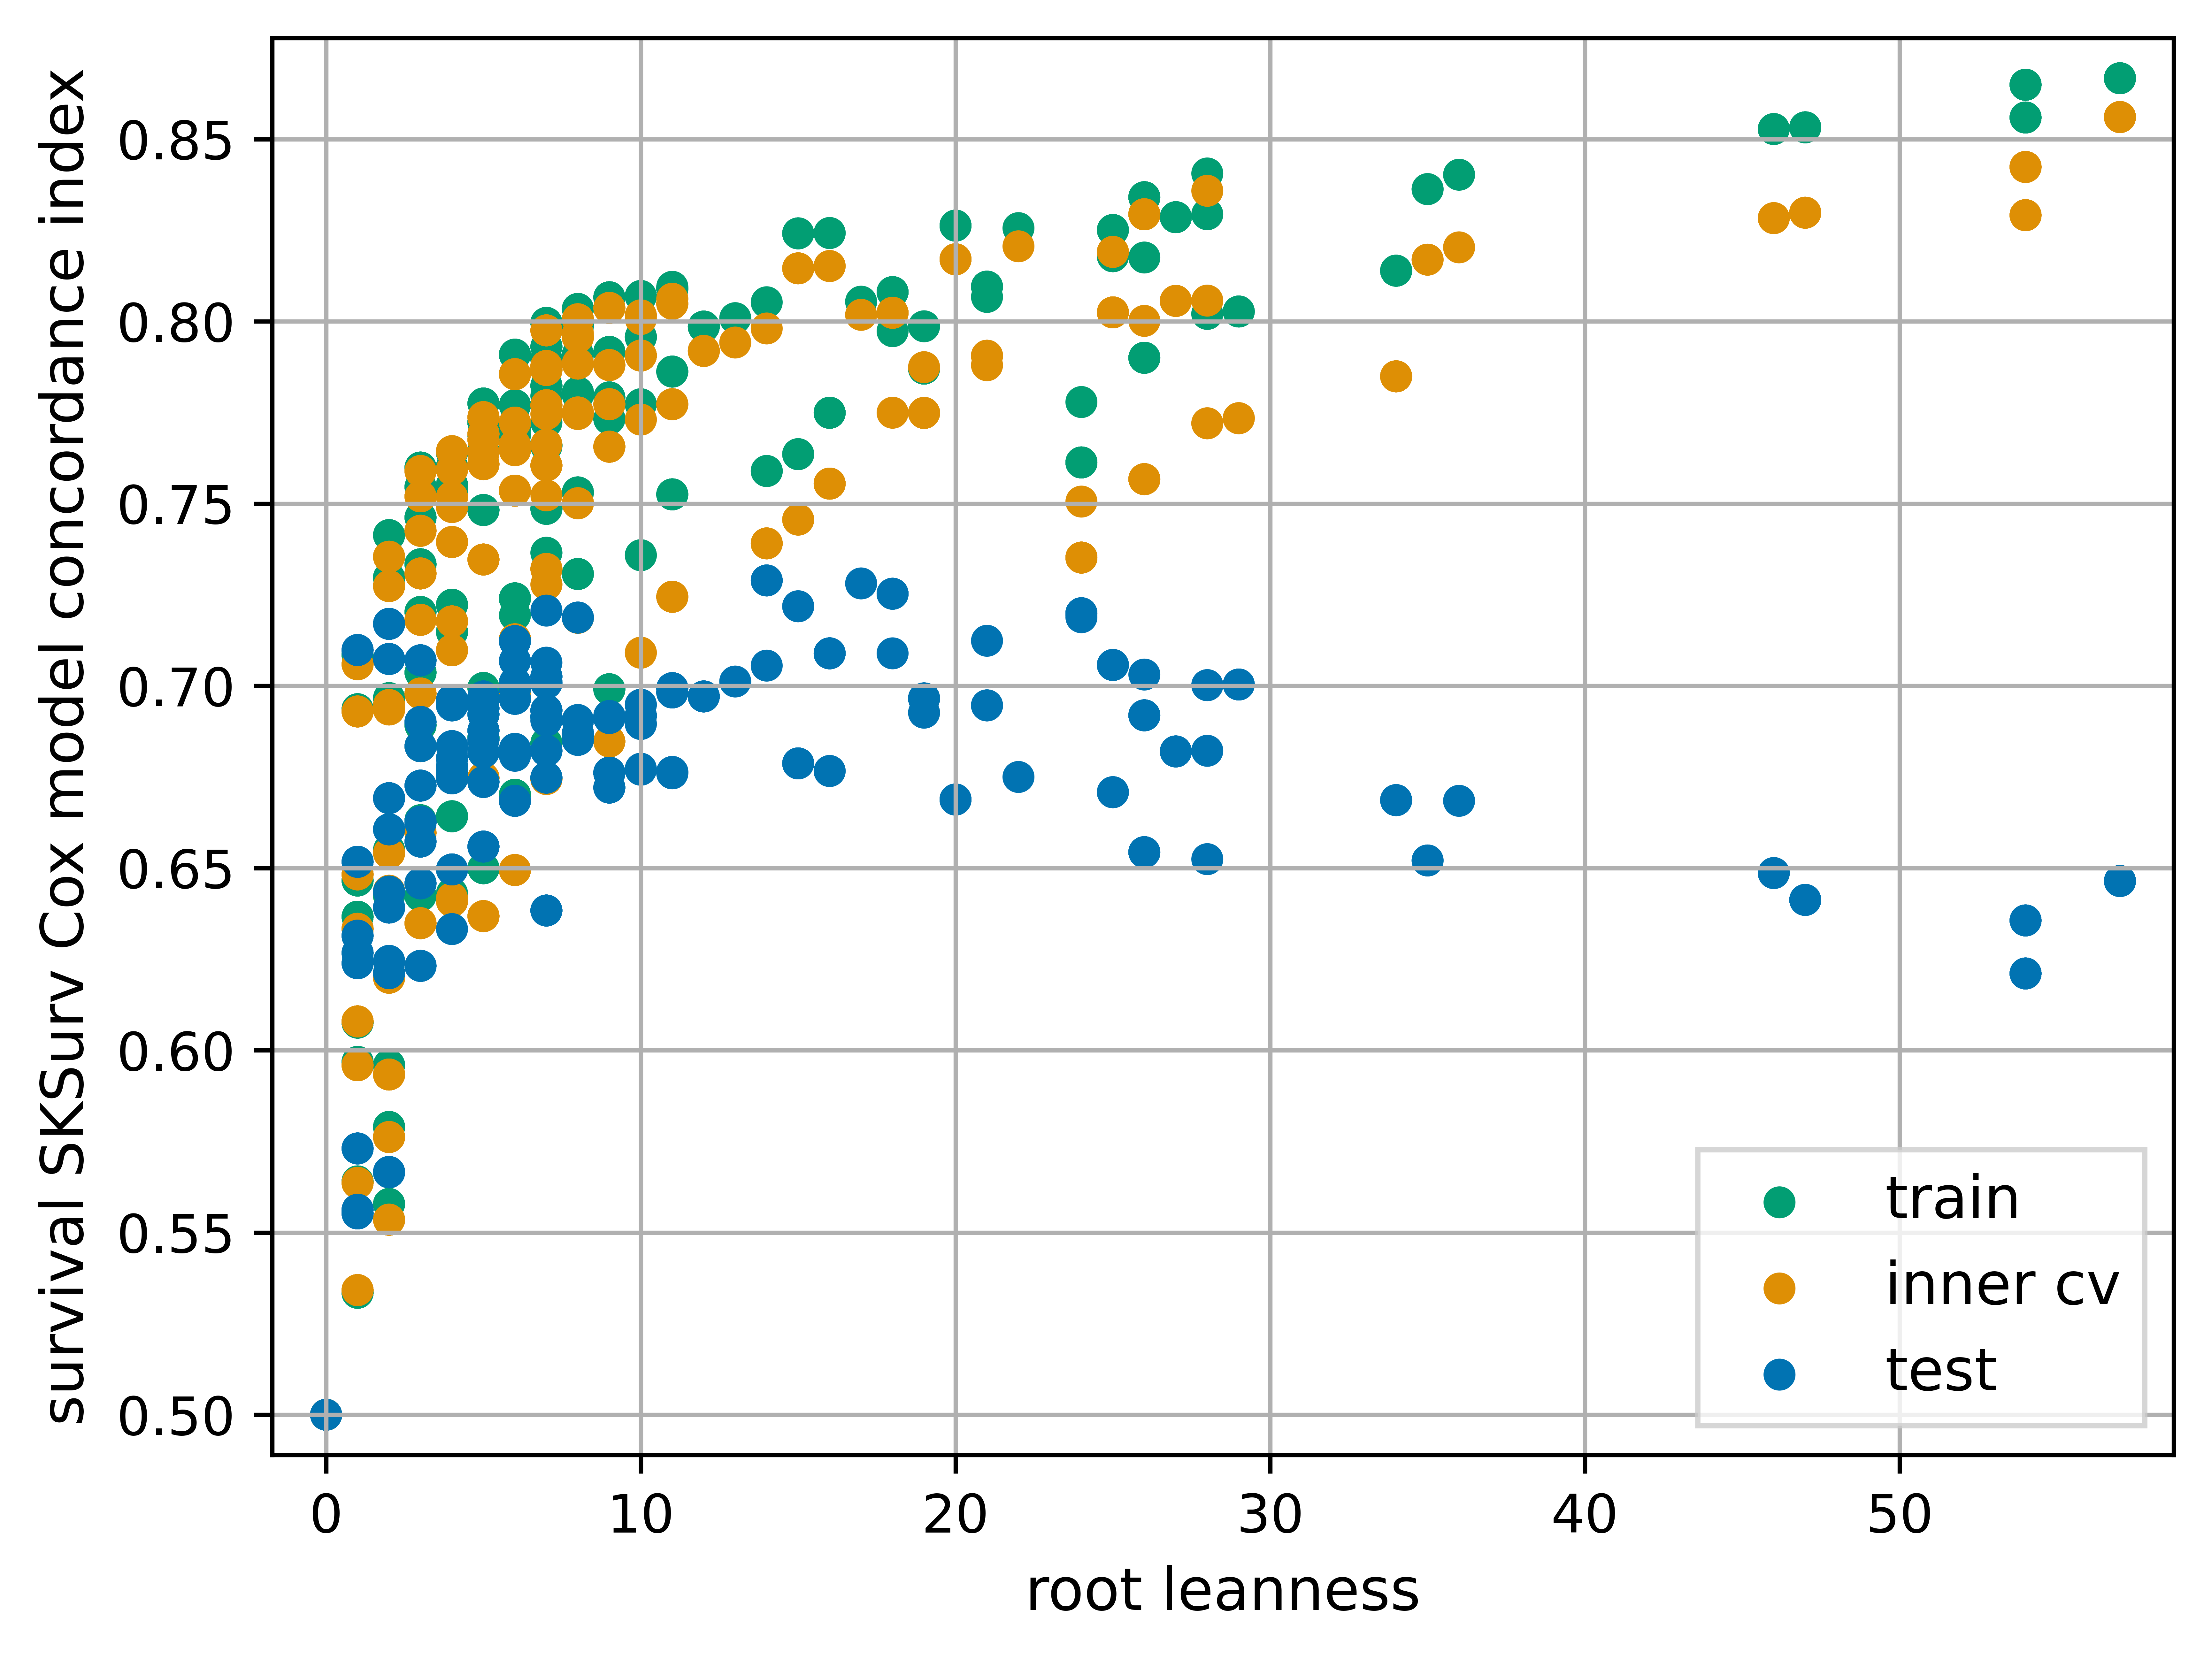 survival SKSurv Cox model concordance index
0.85
0.80
0.75
0.70
0.65
0.60
0.55
0.50
train
inner cv
test
0 10 20 30 40 50
root leanness